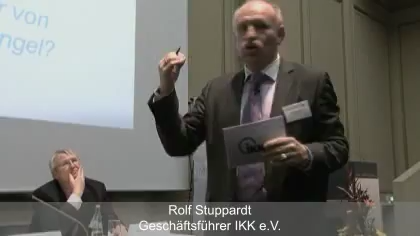 r von
ngel?
Rolf Stuppardt
Geschäftsführer IKK e.V.